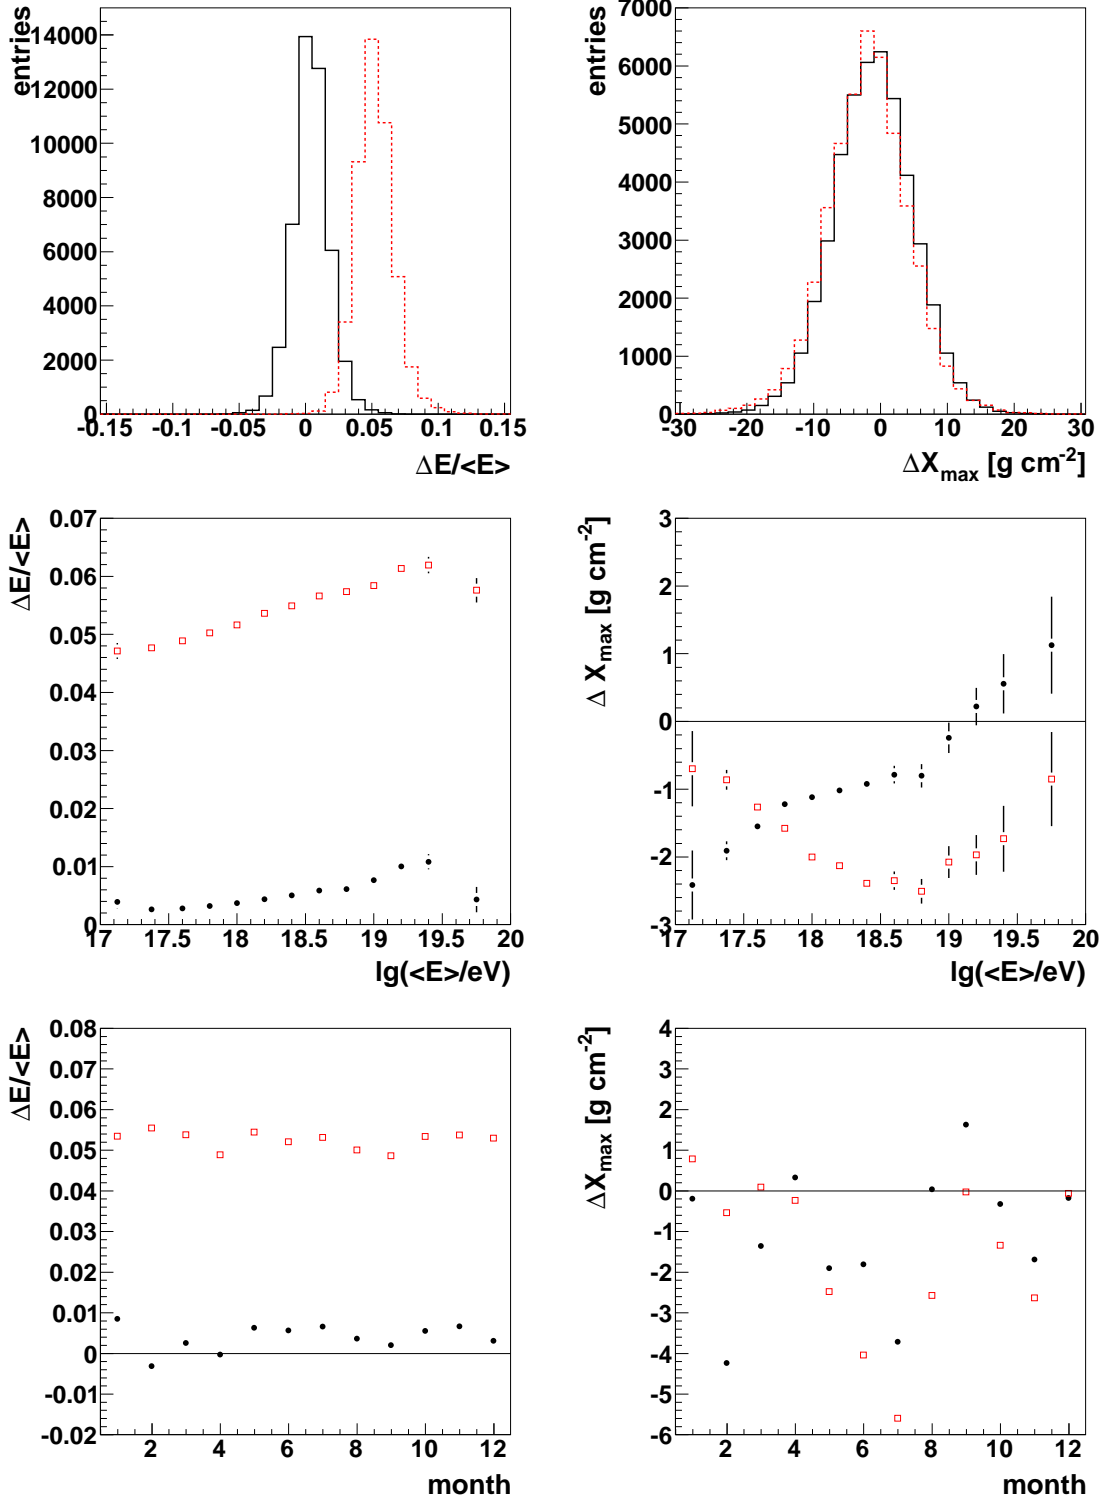 entries
14000
12000
10000
8000
6000
4000
2000
0
-0.15 -0.1 -0.05 0 0.05 0.1 0.15
ΔE/<E>
entries
7000
6000
5000
4000
3000
2000
1000
0
-30 -20 -10 0 10 20 30
ΔX_max [g cm^-2]
ΔE/<E>
0.07
0.06
0.05
0.04
0.03
0.02
0.01
0
17 17.5 18 18.5 19 19.5 20
lg(<E>/eV)
Δ X_max [g cm^-2]
3
2
1
0
-1
-2
-3
17 17.5 18 18.5 19 19.5 20
lg(<E>/eV)
ΔE/<E>
0.08
0.07
0.06
0.05
0.04
0.03
0.02
0.01
0
-0.01
-0.02
2 4 6 8 10 12
month
ΔX_max [g cm^-2]
4
3
2
1
0
-1
-2
-3
-4
-5
-6
2 4 6 8 10 12
month